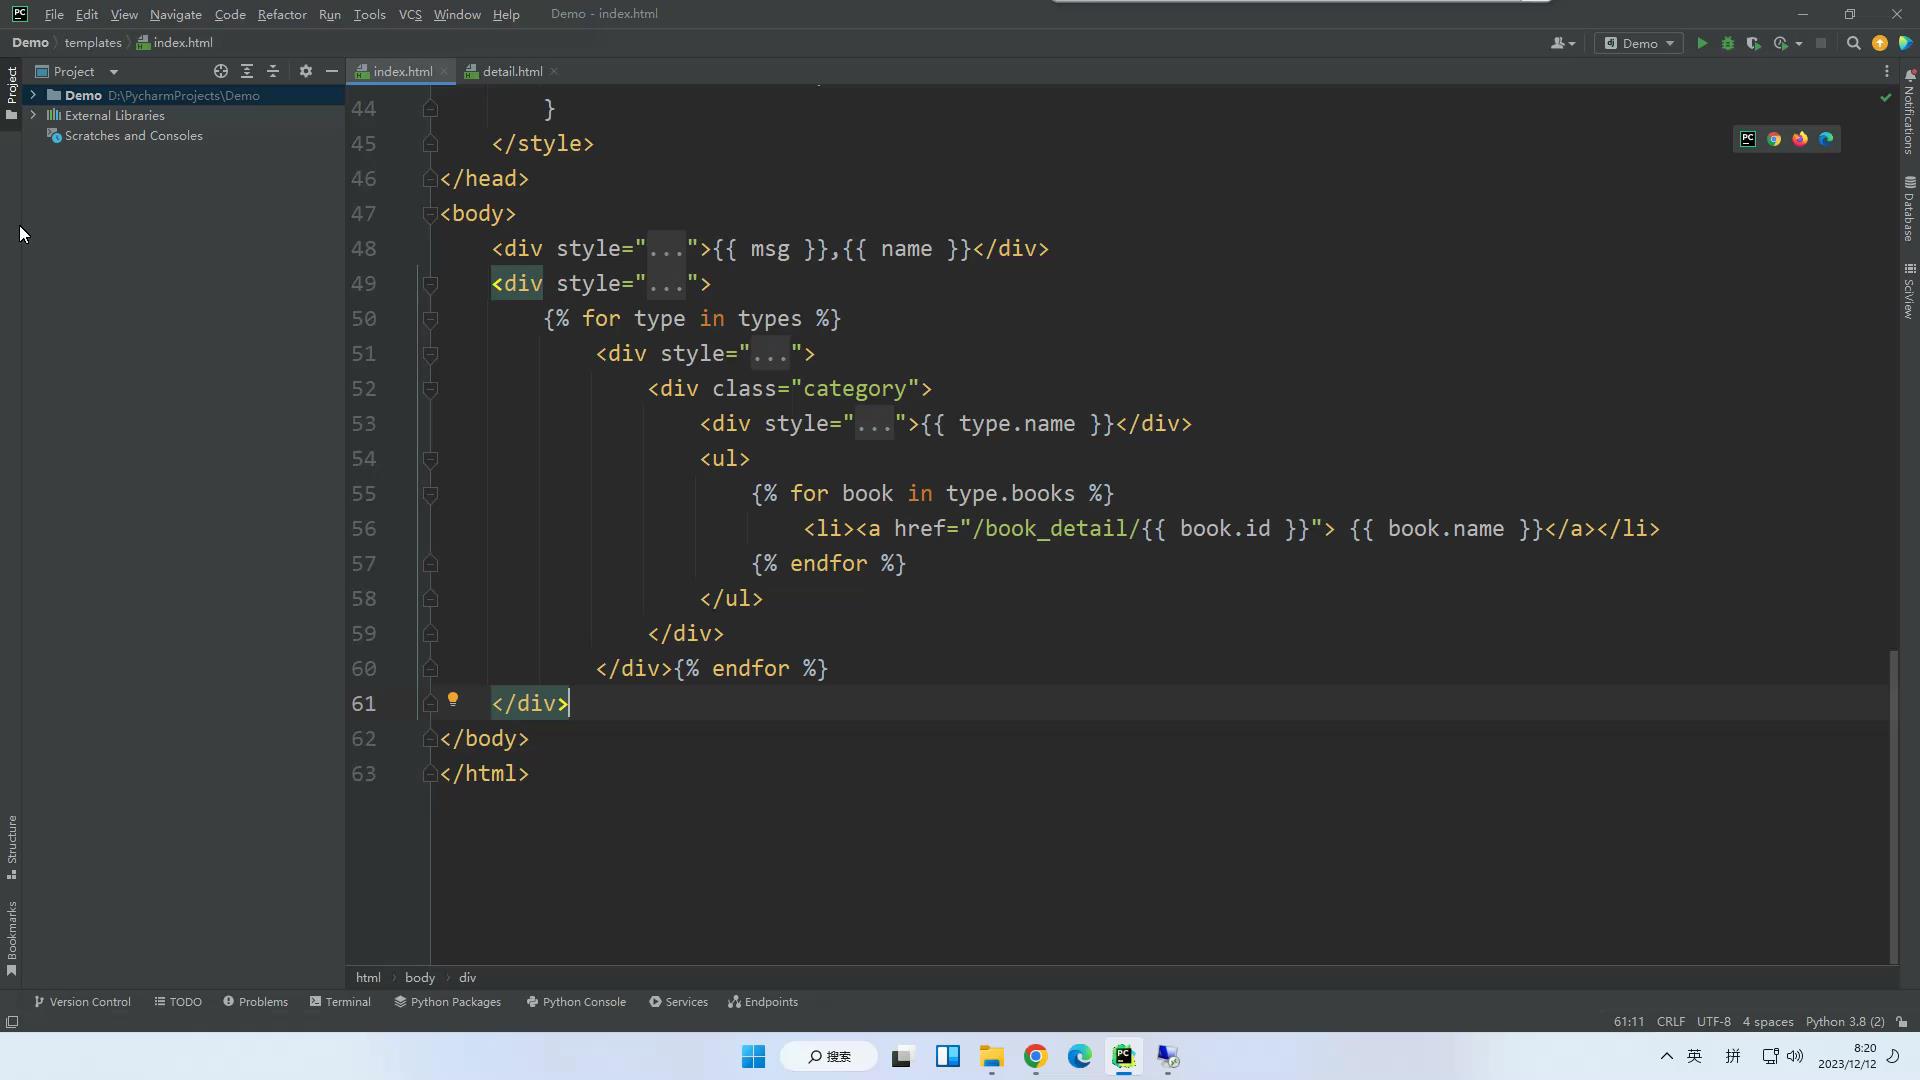 File Edit View Navigate Code Refactor Run Tools VCS Window Help Demo - index.html
Demo templates index.html
Demo
Project
index.html detail.html
Demo D:\PycharmProjects\Demo
External Libraries
Scratches and Consoles
Project
Structure
Bookmarks
44 }
45 </style>
46 </head>
47 <body>
48 <div style="...">{{ msg }},{{ name }}</div>
49 <div style="...">
50 {% for type in types %}
51 <div style="...">
52 <div class="category">
53 <div style="...">{{ type.name }}</div>
54 <ul>
55 {% for book in type.books %}
56 <li><a href="/book_detail/{{ book.id }}"> {{ book.name }}</a></li>
57 {% endfor %}
58 </ul>
59 </div>
60 </div>{% endfor %}
61 </div>
62 </body>
63 </html>
Notifications
Database
SciView
html body div
Version Control TODO Problems Terminal Python Packages Python Console Services Endpoints
61:11 CRLF UTF-8 4 spaces Python 3.8 (2)
搜索
英 拼
8:20
2023/12/12